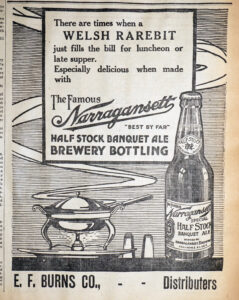 There are times when a
WELSH RAREBIT
just fills the bill for luncheon or
late supper.
Especially delicious when made
with
The Famous
Narragansett
"BEST BY FAR"
HALF STOCK BANQUET ALE
BREWERY BOTTLING
Narragansett
SPECIAL
Half Stock
BANQUET ALE
E. F. BURNS CO., - - Distributers